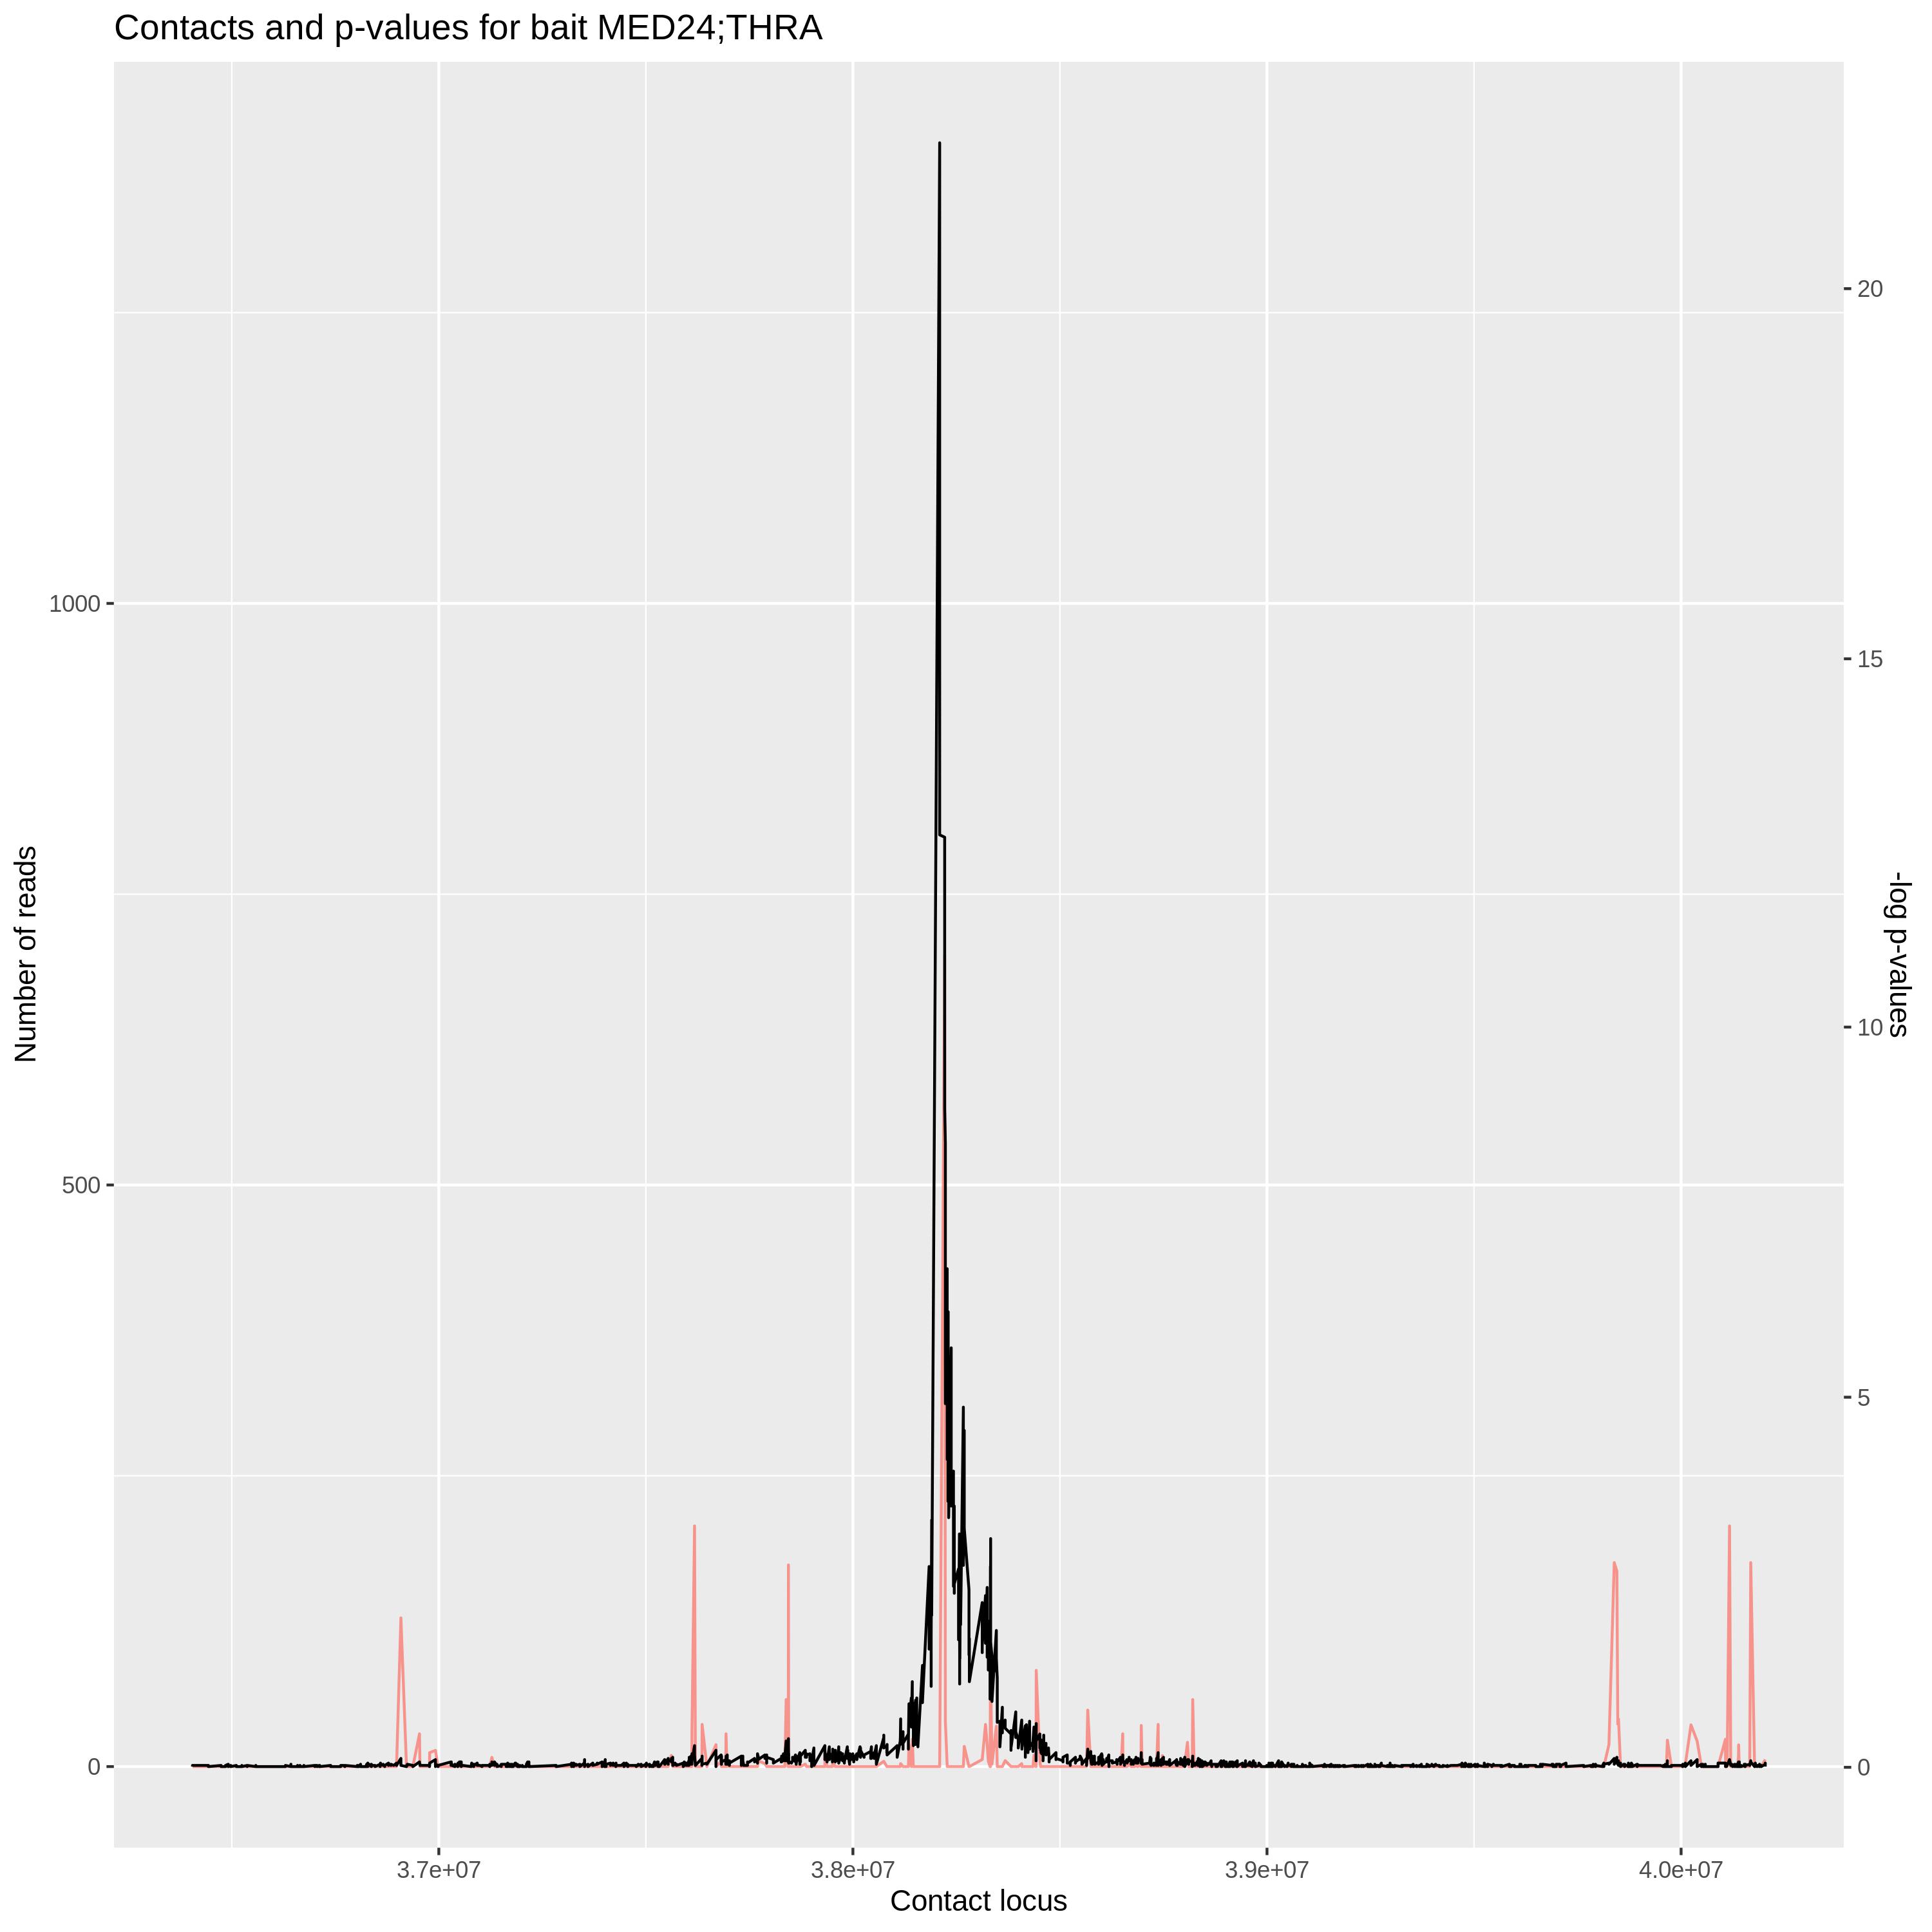 Contacts and p-values for bait MED24;THRA
Number of reads
1000
500
0
20
15
10
5
0
-log p-values
3.7e+07
3.8e+07
3.9e+07
4.0e+07
Contact locus